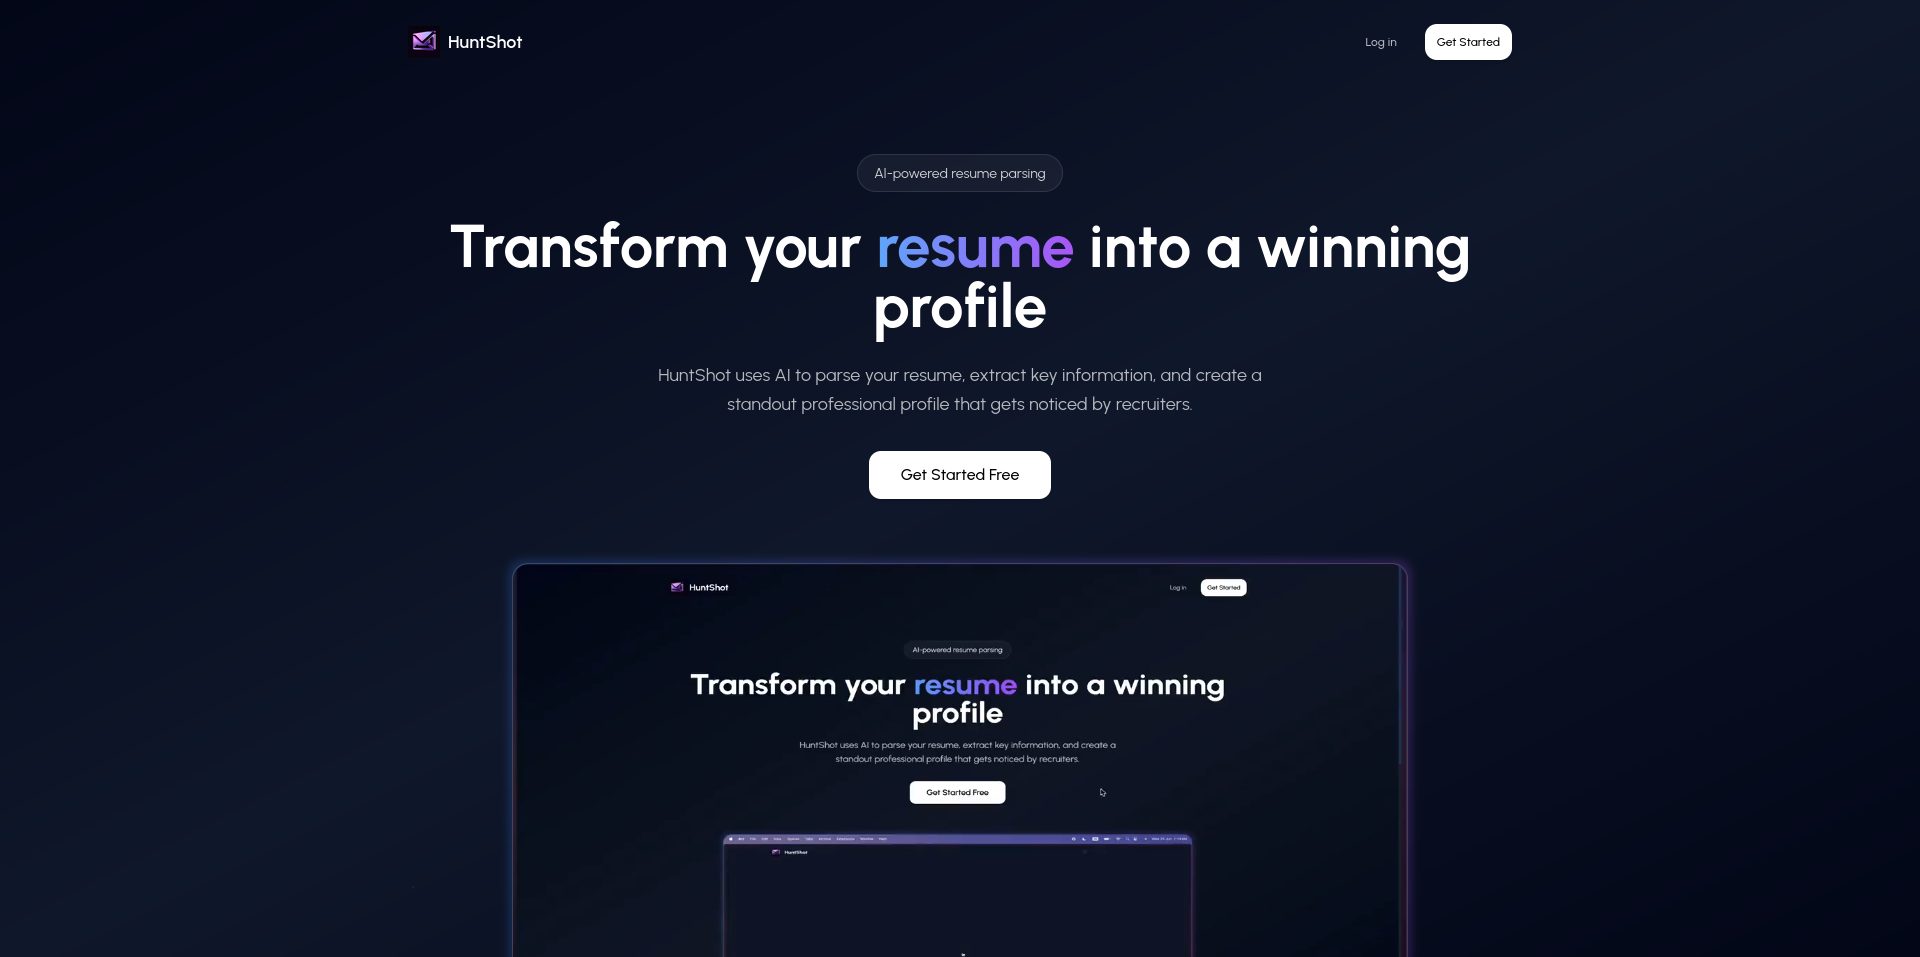 HuntShot
Log in
Get Started
AI-powered resume parsing
Transform your resume into a winning
profile
HuntShot uses AI to parse your resume, extract key information, and create a
standout professional profile that gets noticed by recruiters.
Get Started Free
HuntShot
Log in
Get Started
AI-powered resume parsing
Transform your resume into a winning
profile
HuntShot uses AI to parse your resume, extract key information, and create a
standout professional profile that gets noticed by recruiters.
Get Started Free
HuntShot